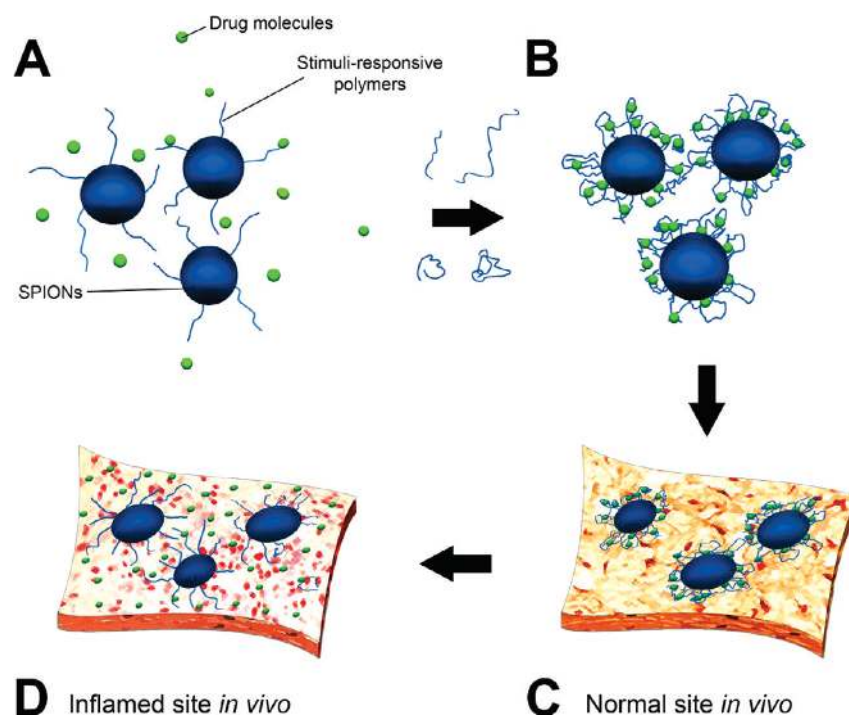 Drug molecules
A
Stimuli-responsive
polymers
B
SPIONs
D Inflamed site in vivo
C Normal site in vivo